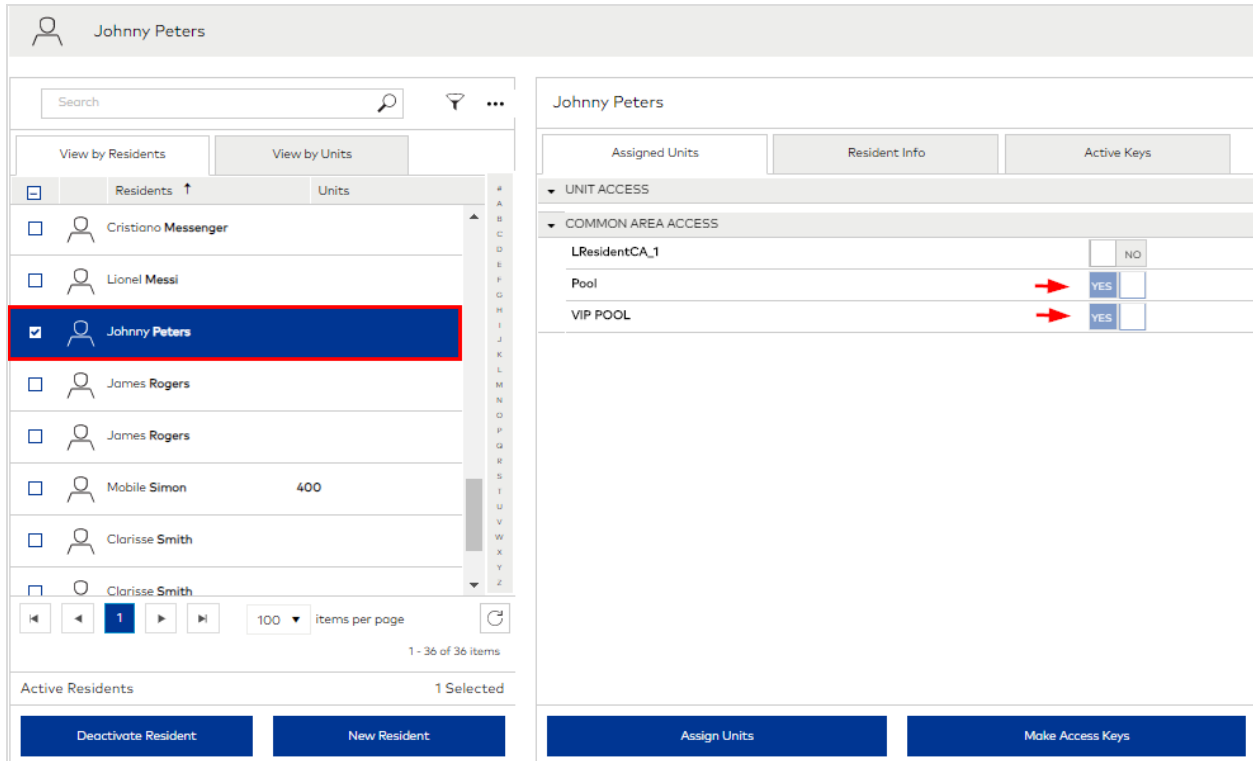 Johnny Peters
Search
View by Residents
View by Units
Residents ↑
Units
Cristiano Messenger
Lionel Messi
Johnny Peters
James Rogers
James Rogers
Mobile Simon
400
Clarisse Smith
Clarisse Smith
#
A
B
C
D
E
F
G
H
I
J
K
L
M
N
O
P
Q
R
S
T
U
V
W
X
Y
Z
1
100
items per page
1 - 36 of 36 items
Active Residents
1 Selected
Deactivate Resident
New Resident
Johnny Peters
Assigned Units
Resident Info
Active Keys
UNIT ACCESS
COMMON AREA ACCESS
LResidentCA_1
NO
Pool
YES
VIP POOL
YES
Assign Units
Make Access Keys